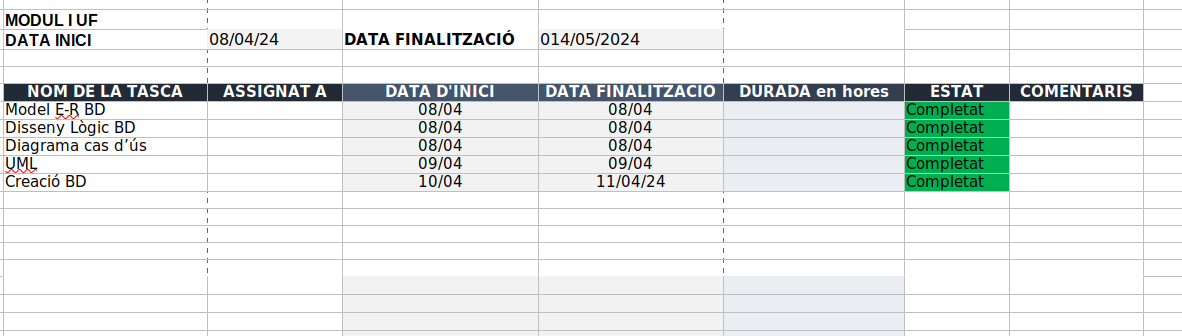 MODUL I UF
DATA INICI 08/04/24 DATA FINALITZACIÓ 014/05/2024
NOM DE LA TASCA ASSIGNAT A DATA D'INICI DATA FINALITZACIO DURADA en hores ESTAT COMENTARIS
Model E-R BD 08/04 08/04 Completat
Disseny Lògic BD 08/04 08/04 Completat
Diagrama cas d’ús 08/04 08/04 Completat
UML 09/04 09/04 Completat
Creació BD 10/04 11/04/24 Completat